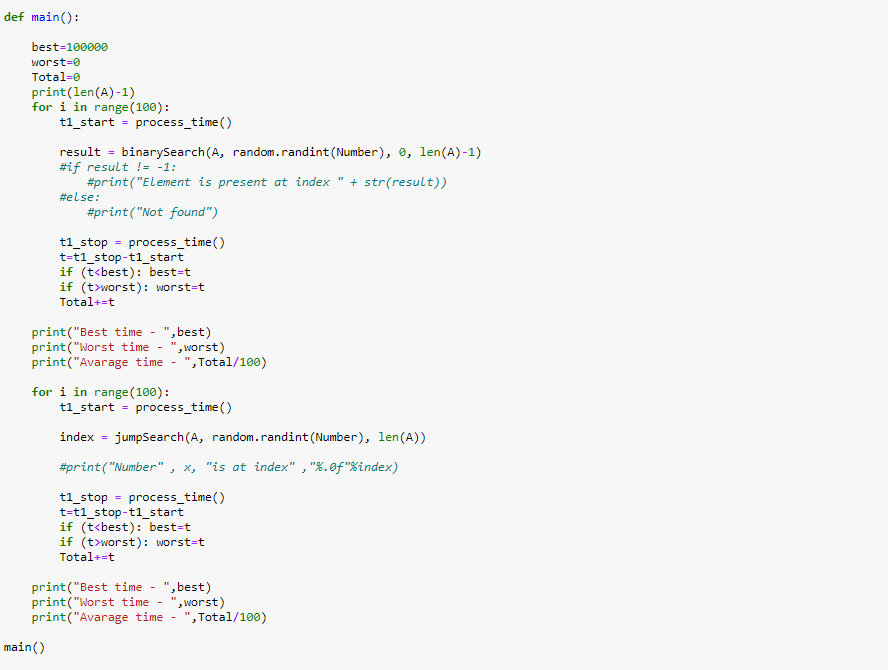 def main():
    best=100000
    worst=0
    Total=0
    print(len(A)-1)
    for i in range(100):
        t1_start = process_time()
        result = binarySearch(A, random.randint(Number), 0, len(A)-1)
        #if result != -1:
            #print("Element is present at index " + str(result))
        #else:
            #print("Not found")
        t1_stop = process_time()
        t=t1_stop-t1_start
        if (t<best): best=t
        if (t>worst): worst=t
        Total+=t
    print("Best time - ",best)
    print("Worst time - ",worst)
    print("Avarage time - ",Total/100)
    for i in range(100):
        t1_start = process_time()
        index = jumpSearch(A, random.randint(Number), len(A))
        #print("Number" , x, "is at index" ,"%.0f"%index)
        t1_stop = process_time()
        t=t1_stop-t1_start
        if (t<best): best=t
        if (t>worst): worst=t
        Total+=t
    print("Best time - ",best)
    print("Worst time - ",worst)
    print("Avarage time - ",Total/100)
main()